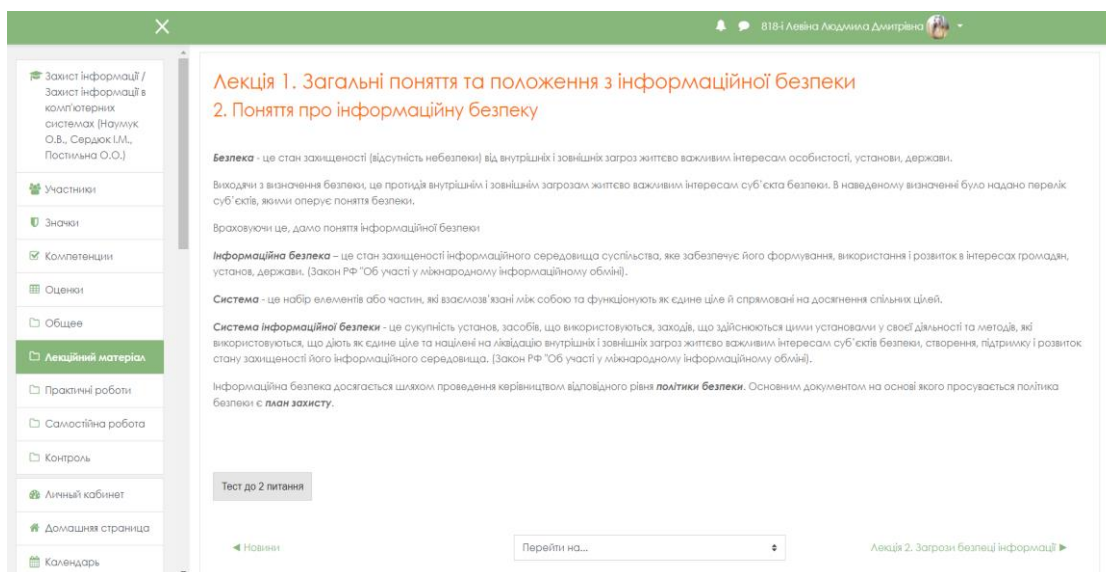 818-і Левіна Людмила Дмитрівна
Захист інформації /
Захист інформації в
комп'ютерних
системах (Наумук
О.В., Сердюк І.М.,
Постильна О.О.)
Участники
Значки
Компетенции
Оценки
Общее
Лекційний матеріал
Практичні роботи
Самостійна робота
Контроль
Личный кабинет
Домашняя страница
Календарь
Лекція 1. Загальні поняття та положення з інформаційної безпеки
2. Поняття про інформаційну безпеку
Безпека - це стан захищеності (відсутність небезпеки) від внутрішніх і зовнішніх загроз життєво важливим інтересам особистості, установи, держави.
Виходячи з визначення безпеки, це протидія внутрішнім і зовнішнім загрозам життєво важливим інтересам суб'єкта безпеки. В наведеному визначенні було надано перелік
суб'єктів, якими оперує поняття безпеки.
Враховуючи це, дамо поняття інформаційної безпеки
Інформаційна безпека – це стан захищеності інформаційного середовища суспільства, яке забезпечує його формування, використання і розвиток в інтересах громадян,
установ, держави. (Закон РФ "Об участі у міжнародному інформаційному обміні).
Система - це набір елементів або частин, які взаємозв'язані між собою та функціонують як єдине ціле й спрямовані на досягнення спільних цілей.
Система інформаційної безпеки - це сукупність установ, засобів, що використовуються, заходів, що здійснюються цими установами у своєї діяльності та методів, які
використовуються, що діють як єдине ціле та націлені на ліквідацію внутрішніх і зовнішніх загроз життєво важливим інтересам суб'єктів безпеки, створення, підтримку і розвиток
стану захищеності його інформаційного середовища. (Закон РФ "Об участі у міжнародному інформаційному обміні).
Інформаційна безпека досягається шляхом проведення керівництвом відповідного рівня політики безпеки. Основним документом на основі якого просувається політика
безпеки є план захисту.
Тест до 2 питання
Новини
Перейти на...
Лекція 2. Загрози безпеці інформації